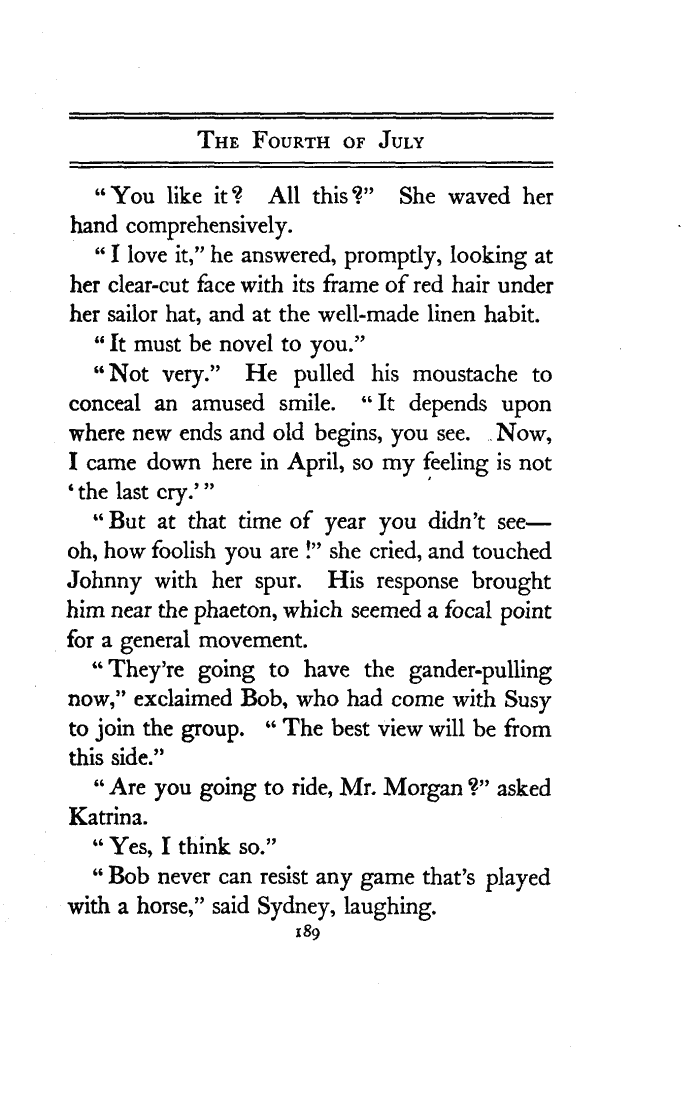 The Fourth of July
“You like it? All this?” She waved her
hand comprehensively.
“I love it,” he answered, promptly, looking at
her clear-cut face with its frame of red hair under
her sailor hat, and at the well-made linen habit.
“It must be novel to you.”
“Not very.” He pulled his moustache to
conceal an amused smile. “It depends upon
where new ends and old begins, you see. Now,
I came down here in April, so my feeling is not
‘the last cry.’”
“But at that time of year you didn’t see—
oh, how foolish you are!” she cried, and touched
Johnny with her spur. His response brought
him near the phaeton, which seemed a focal point
for a general movement.
“They’re going to have the gander-pulling
now,” exclaimed Bob, who had come with Susy
to join the group. “The best view will be from
this side.”
“Are you going to ride, Mr. Morgan?” asked
Katrina.
“Yes, I think so.”
“Bob never can resist any game that’s played
with a horse,” said Sydney, laughing.
189